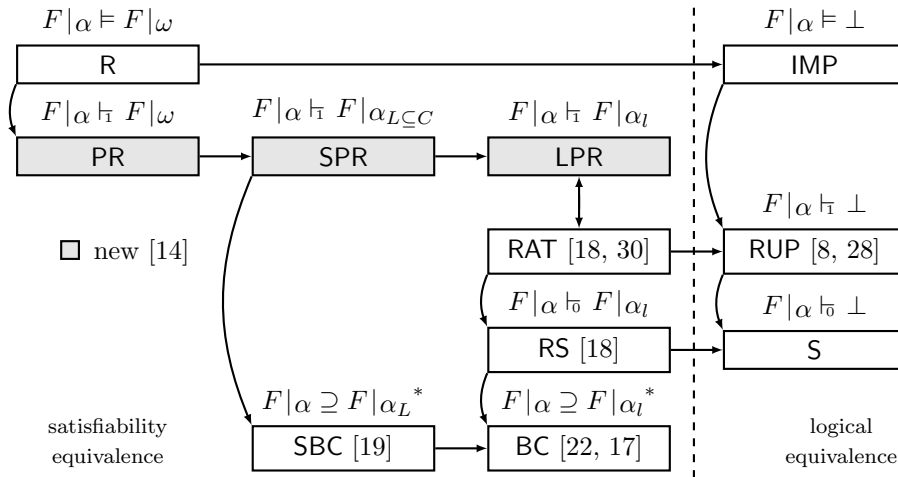 F|α ⊨ F|ω
F|α ⊨ ⊥
R
IMP
F|α ⊢₁ F|ω
F|α ⊢₁ F|α_{L⊆C}
F|α ⊢₁ F|α_l
PR
SPR
LPR
F|α ⊢₁ ⊥
new [14]
RAT [18, 30]
RUP [8, 28]
F|α ⊢₀ F|α_l
F|α ⊢₀ ⊥
RS [18]
S
F|α ⊇ F|α_L*
F|α ⊇ F|α_l*
satisfiability
equivalence
SBC [19]
BC [22, 17]
logical
equivalence